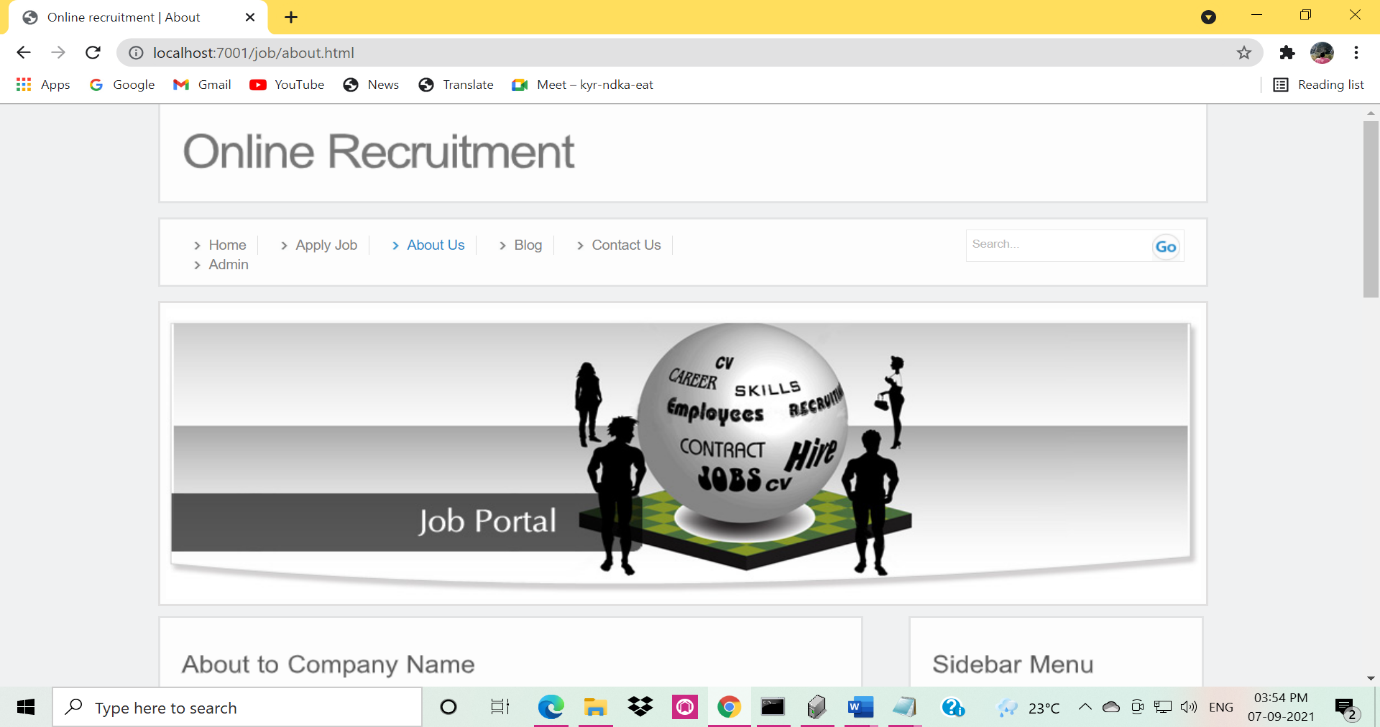 Online recruitment | About
localhost:7001/job/about.html
Apps Google Gmail YouTube News Translate Meet – kyr-ndka-eat Reading list
Online Recruitment
Home Apply Job About Us Blog Contact Us
Search... Go
Admin
CV
CAREER SKILLS
Employees RECRUITIN
CONTRACT Hire
JOBS CV
Job Portal
About to Company Name Sidebar Menu
Type here to search
23°C ENG 03:54 PM
07-09-2021 2